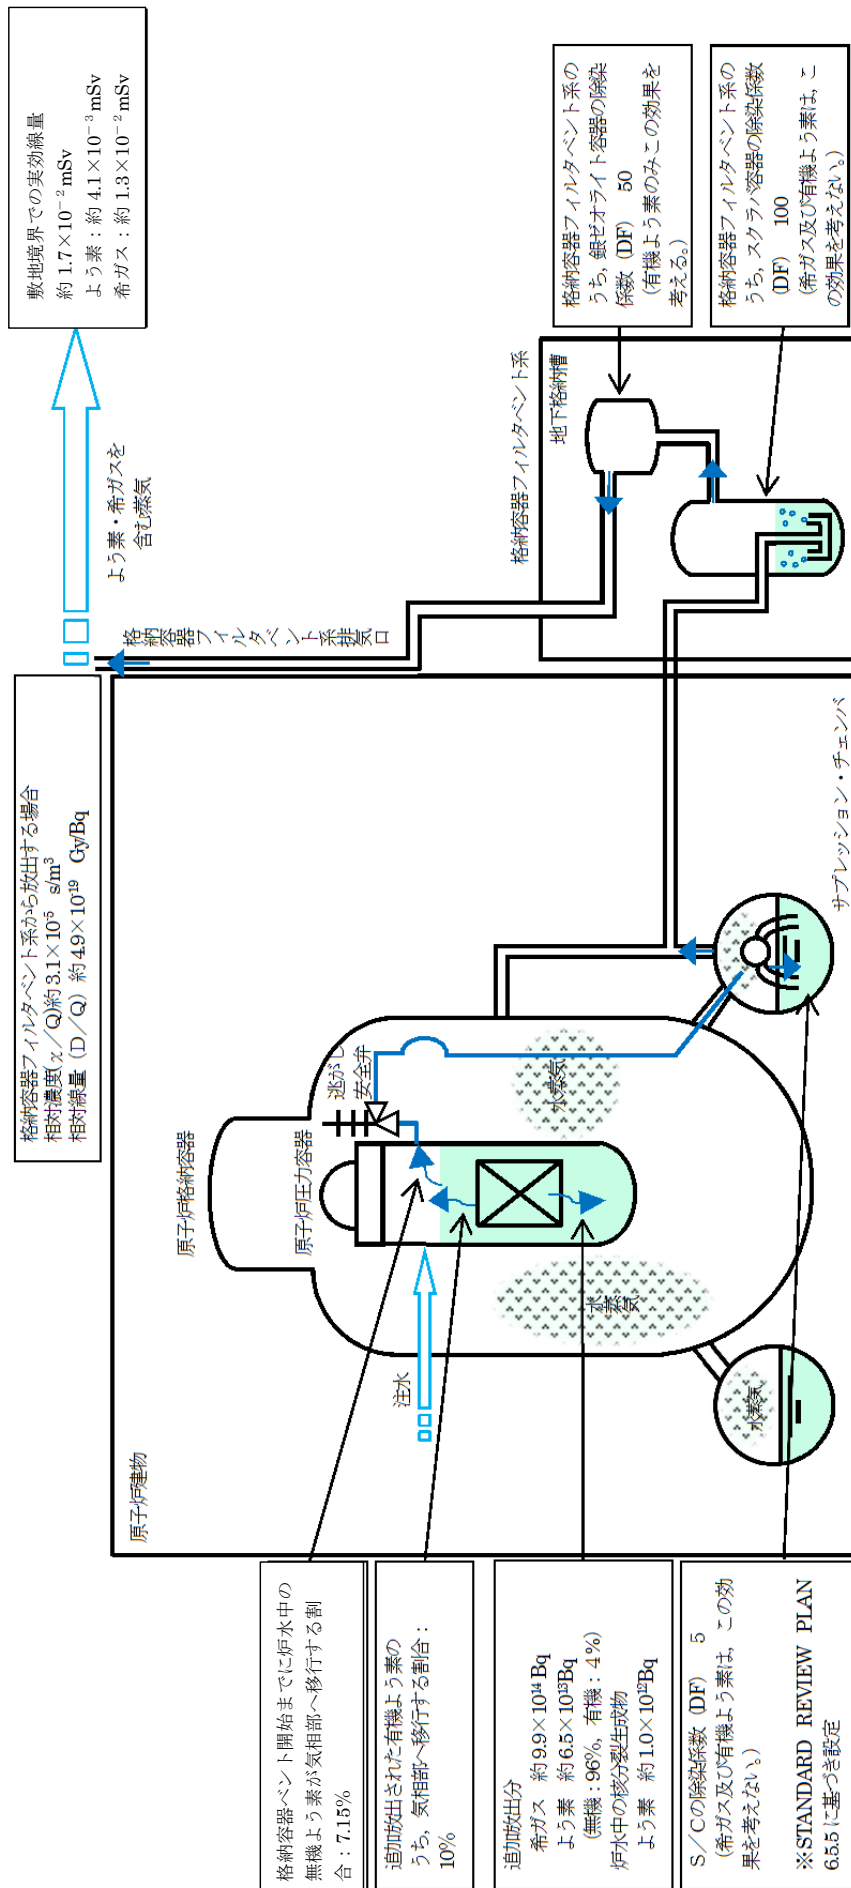 格納容器フィルタベント系から放出する場合
相対濃度(χ/Q)約3.1×10⁻⁵ s/m³
相対線量（D／Q）約4.9×10⁻¹⁹ Gy/Bq
敷地境界での実効線量
約 1.7×10⁻² mSv
よう素：約 4.1×10⁻³ mSv
希ガス：約 1.3×10⁻² mSv
よう素・希ガスを
含む蒸気
格納容器フィルタベント系排気口
原子炉建物
原子炉格納容器
原子炉圧力容器
逃がし
安全弁
注水
水蒸気
水蒸気
水蒸気
サプレッション・チェンバ
格納容器フィルタベント系
地下格納槽
格納容器フィルタベント系の
うち，銀ゼオライト容器の除染
係数（DF） 50
（有機よう素のみこの効果を
考える。）
格納容器フィルタベント系の
うち，スクラバ容器の除染係数
（DF） 100
（希ガス及び有機よう素は，こ
の効果を考えない。）
格納容器ベント開始までに炉水中の
無機よう素が気相部へ移行する割
合：7.15%
追加放出された有機よう素の
うち，気相部へ移行する割合：
10%
追加放出分
希ガス 約 9.9×10¹⁴ Bq
よう素 約 6.5×10¹³Bq
（無機：96%，有機：4%）
炉水中の核分裂生成物
よう素 約 1.0×10¹²Bq
S／Cの除染係数（DF） 5
（希ガス及び有機よう素は，この効
果を考えない。）
※STANDARD REVIEW PLAN
6.5.5 に基づき設定